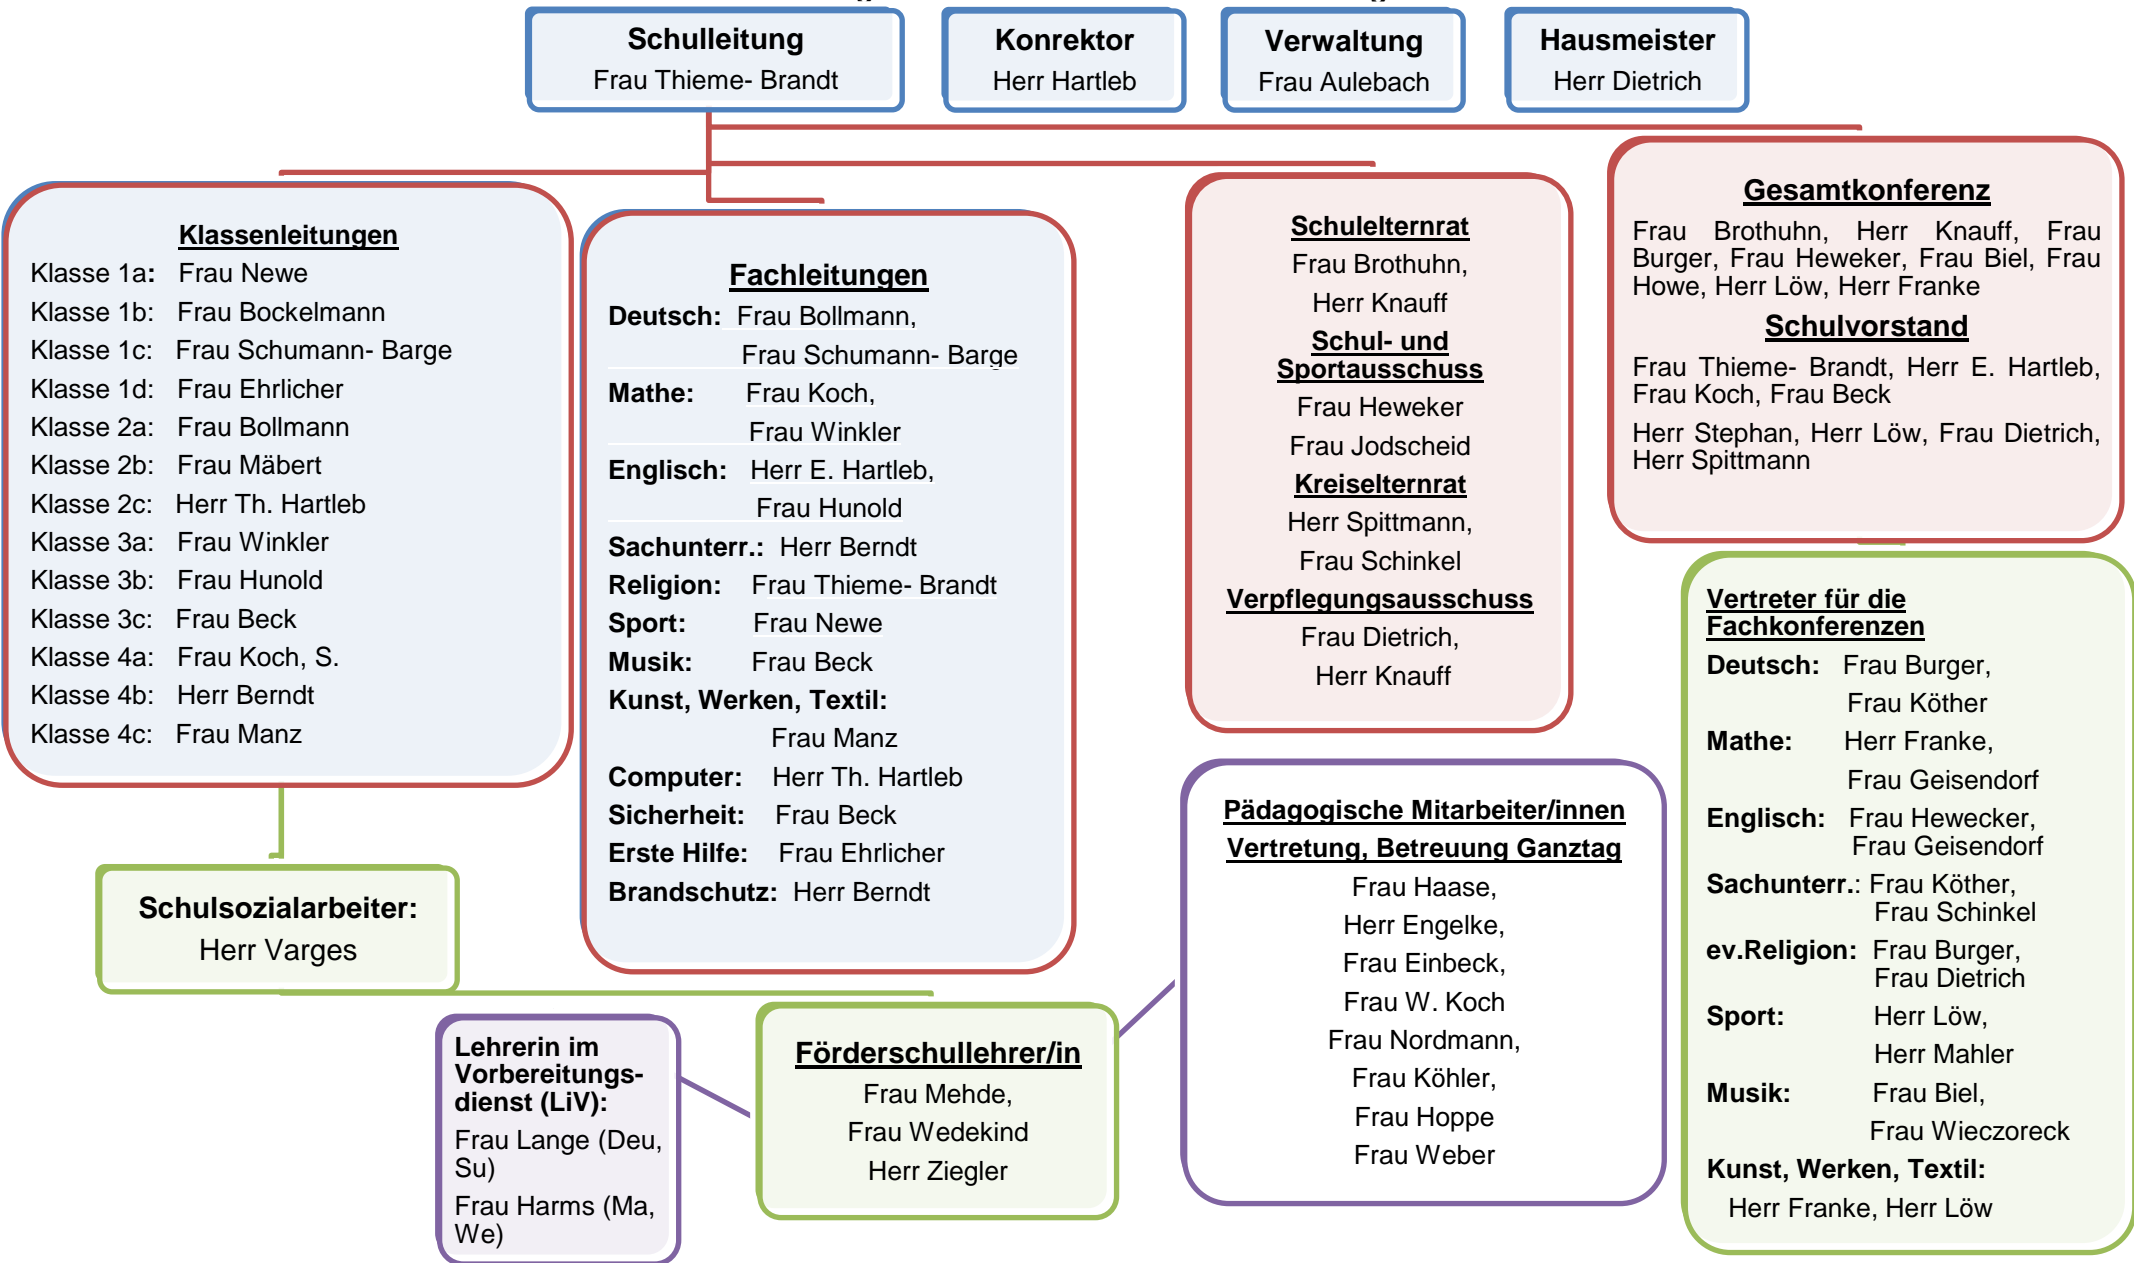 Schulleitung
Frau Thieme- Brandt
Konrektor
Herr Hartleb
Verwaltung
Frau Aulebach
Hausmeister
Herr Dietrich
Klassenleitungen
Klasse 1a: Frau Newe
Klasse 1b: Frau Bockelmann
Klasse 1c: Frau Schumann- Barge
Klasse 1d: Frau Ehrlicher
Klasse 2a: Frau Bollmann
Klasse 2b: Frau Mäbert
Klasse 2c: Herr Th. Hartleb
Klasse 3a: Frau Winkler
Klasse 3b: Frau Hunold
Klasse 3c: Frau Beck
Klasse 4a: Frau Koch, S.
Klasse 4b: Herr Berndt
Klasse 4c: Frau Manz
Fachleitungen
Deutsch: Frau Bollmann,
Frau Schumann- Barge
Mathe: Frau Koch,
Frau Winkler
Englisch: Herr E. Hartleb,
Frau Hunold
Sachunterr.: Herr Berndt
Religion: Frau Thieme- Brandt
Sport: Frau Newe
Musik: Frau Beck
Kunst, Werken, Textil:
Frau Manz
Computer: Herr Th. Hartleb
Sicherheit: Frau Beck
Erste Hilfe: Frau Ehrlicher
Brandschutz: Herr Berndt
Schulelternrat
Frau Brothuhn,
Herr Knauff
Schul- und
Sportausschuss
Frau Heweker
Frau Jodscheid
Kreiselternrat
Herr Spittmann,
Frau Schinkel
Verpflegungsausschuss
Frau Dietrich,
Herr Knauff
Gesamtkonferenz
Frau Brothuhn, Herr Knauff, Frau
Burger, Frau Heweker, Frau Biel, Frau
Howe, Herr Löw, Herr Franke
Schulvorstand
Frau Thieme- Brandt, Herr E. Hartleb,
Frau Koch, Frau Beck
Herr Stephan, Herr Löw, Frau Dietrich,
Herr Spittmann
Vertreter für die
Fachkonferenzen
Deutsch: Frau Burger,
Frau Köther
Mathe: Herr Franke,
Frau Geisendorf
Englisch: Frau Hewecker,
Frau Geisendorf
Sachunterr.: Frau Köther,
Frau Schinkel
ev.Religion: Frau Burger,
Frau Dietrich
Sport: Herr Löw,
Herr Mahler
Musik: Frau Biel,
Frau Wieczoreck
Kunst, Werken, Textil:
Herr Franke, Herr Löw
Pädagogische Mitarbeiter/innen
Vertretung, Betreuung Ganztag
Frau Haase,
Herr Engelke,
Frau Einbeck,
Frau W. Koch
Frau Nordmann,
Frau Köhler,
Frau Hoppe
Frau Weber
Schulsozialarbeiter:
Herr Varges
Lehrerin im
Vorbereitungs-
dienst (LiV):
Frau Lange (Deu,
Su)
Frau Harms (Ma,
We)
Förderschullehrer/in
Frau Mehde,
Frau Wedekind
Herr Ziegler